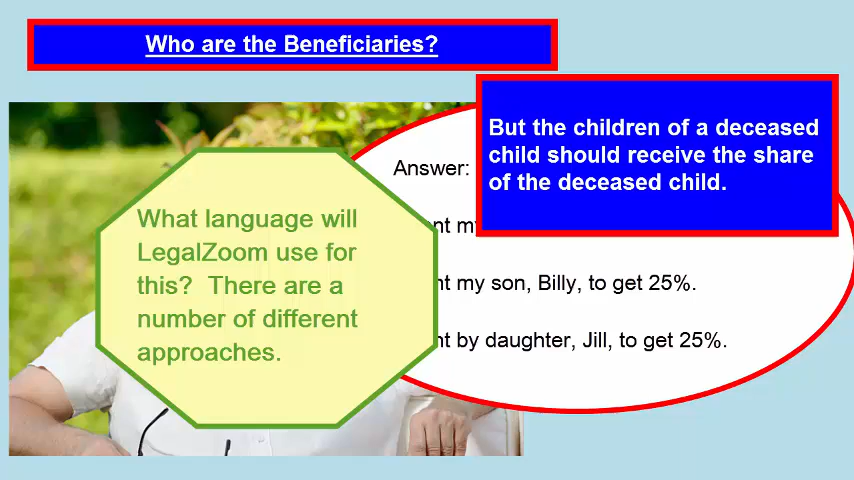 Who are the Beneficiaries?
But the children of a deceased
child should receive the share
of the deceased child.
Answer:
What language will
LegalZoom use for
this? There are a
number of different
approaches.
my son, Billy, to get 25%.
by daughter, Jill, to get 25%.